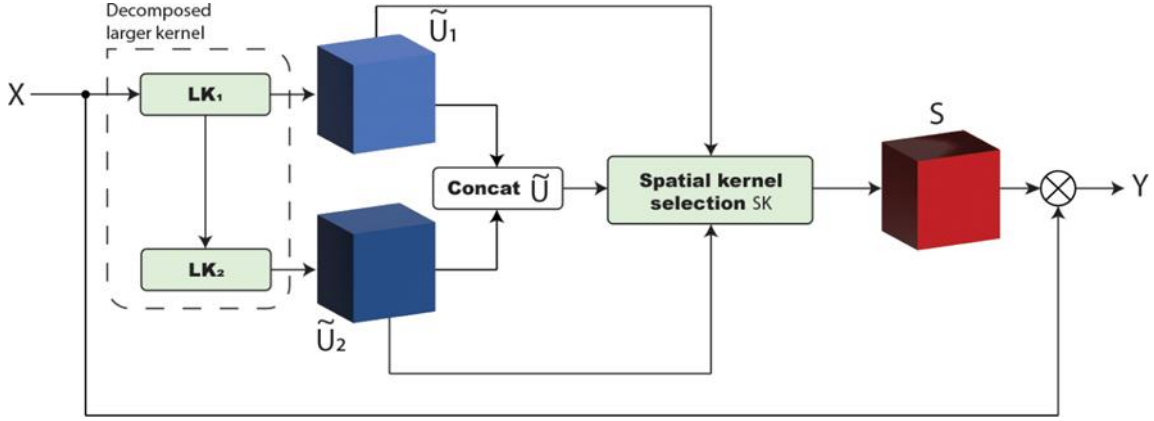 Decomposed
larger kernel
X
LK₁
LK₂
Ũ₁
Ũ₂
Concat Ũ
Spatial kernel
selection SK
S
Y